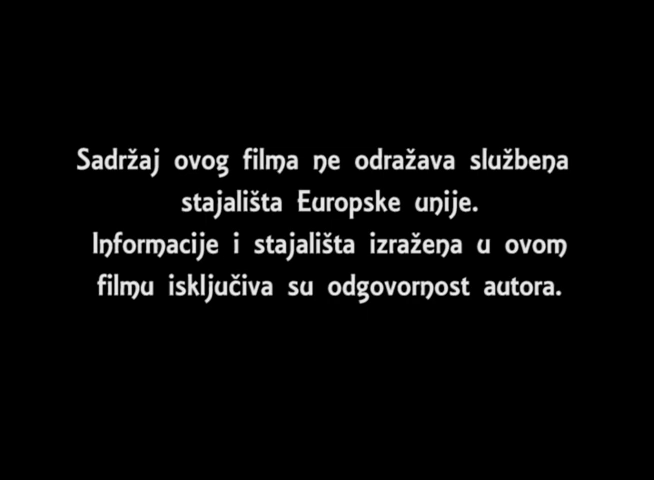 Sadržaj ovog filma ne odražava službena
stajališta Europske unije.
Informacije i stajališta izražena u ovom
filmu isključiva su odgovornost autora.